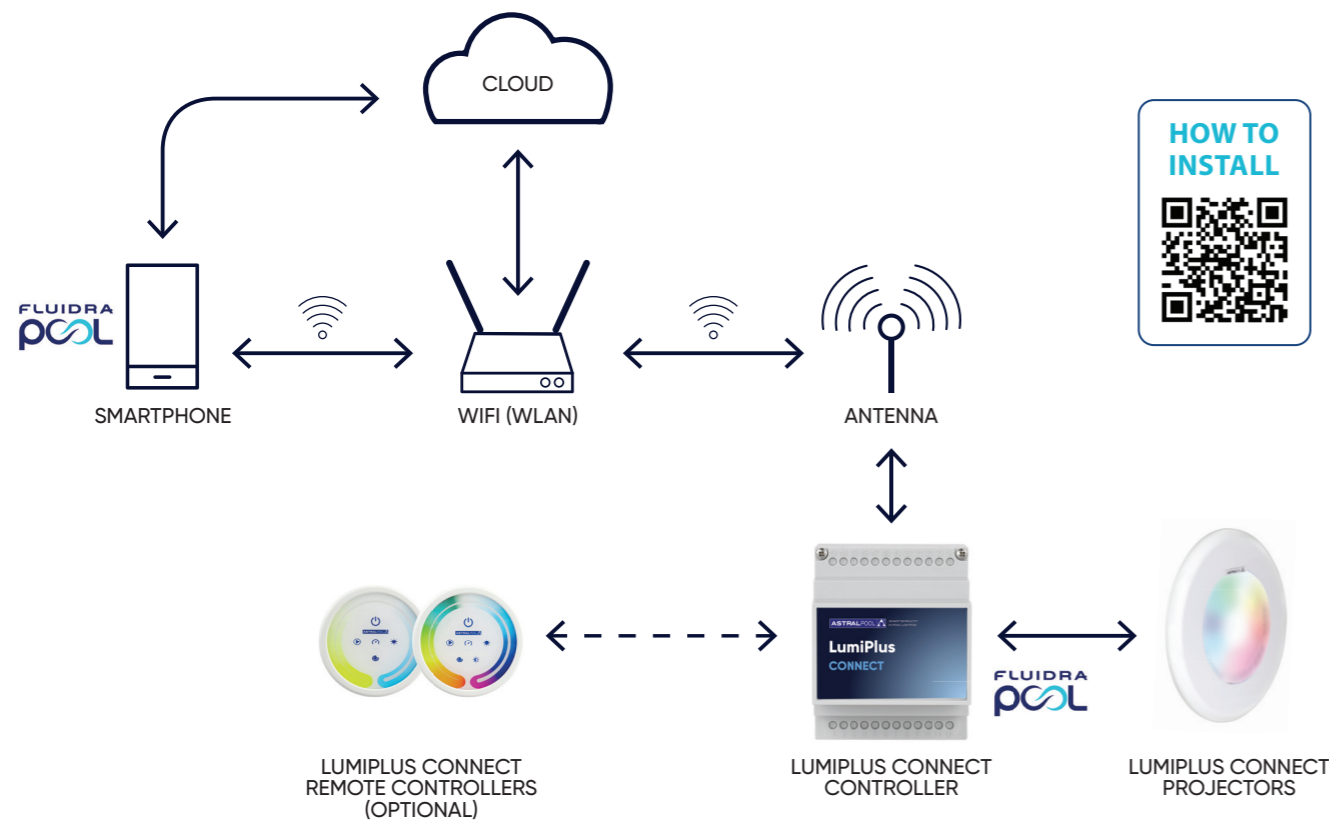 CLOUD
HOW TO
INSTALL
FLUIDRA
POOL
SMARTPHONE
WIFI (WLAN)
ANTENNA
ASTRALPOOL
LumiPlus
CONNECT
FLUIDRA
POOL
LUMIPLUS CONNECT
REMOTE CONTROLLERS
(OPTIONAL)
LUMIPLUS CONNECT
CONTROLLER
LUMIPLUS CONNECT
PROJECTORS